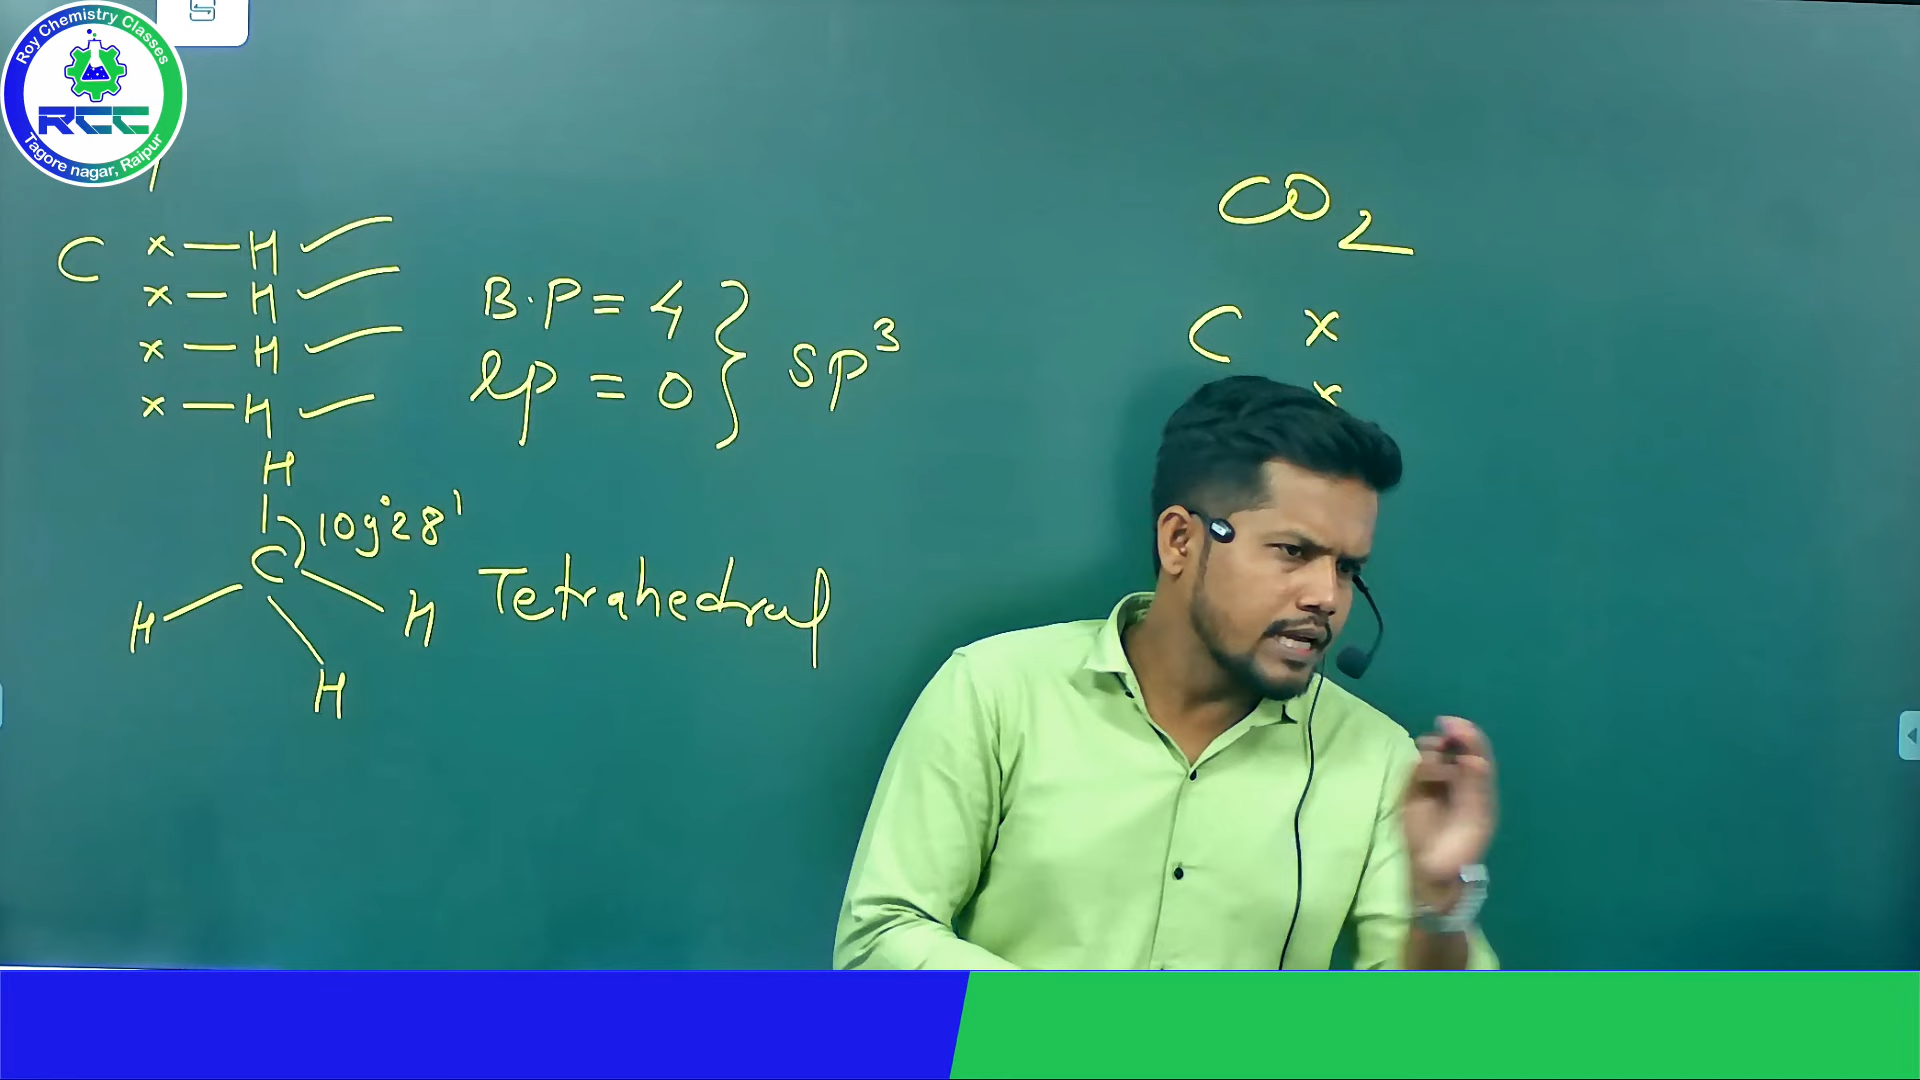 Roy Chemistry Classes
RCC
Tagore nagar, Raipur
C x — H
x — H
x — H
x — H
B.P = 4
lp = 0
sp³
H
109°28'
C
H
H
H
Tetrahedral
CO₂
C x
x